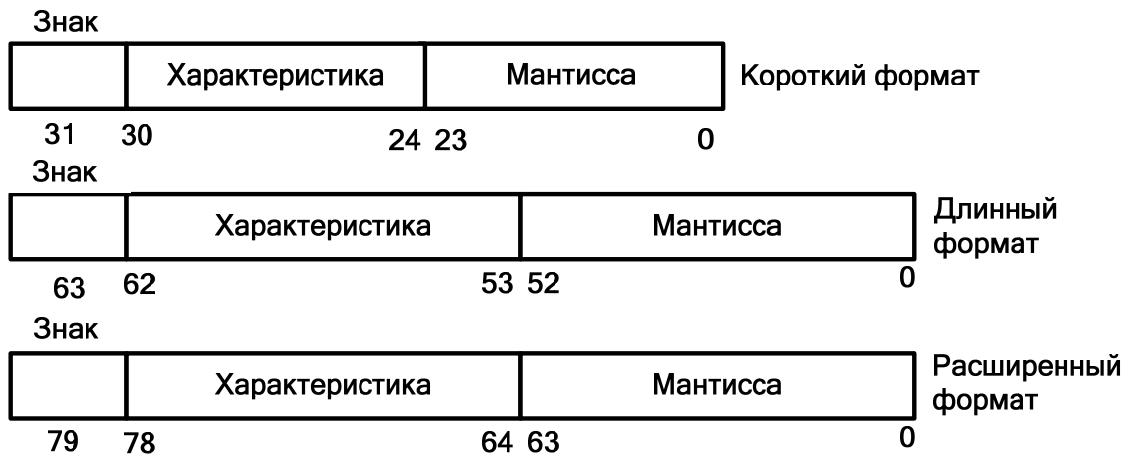 Знак
Характеристика Мантисса Короткий формат
31 30 24 23 0
Знак
Характеристика Мантисса Длинный
формат
63 62 53 52 0
Знак
Характеристика Мантисса Расширенный
формат
79 78 64 63 0